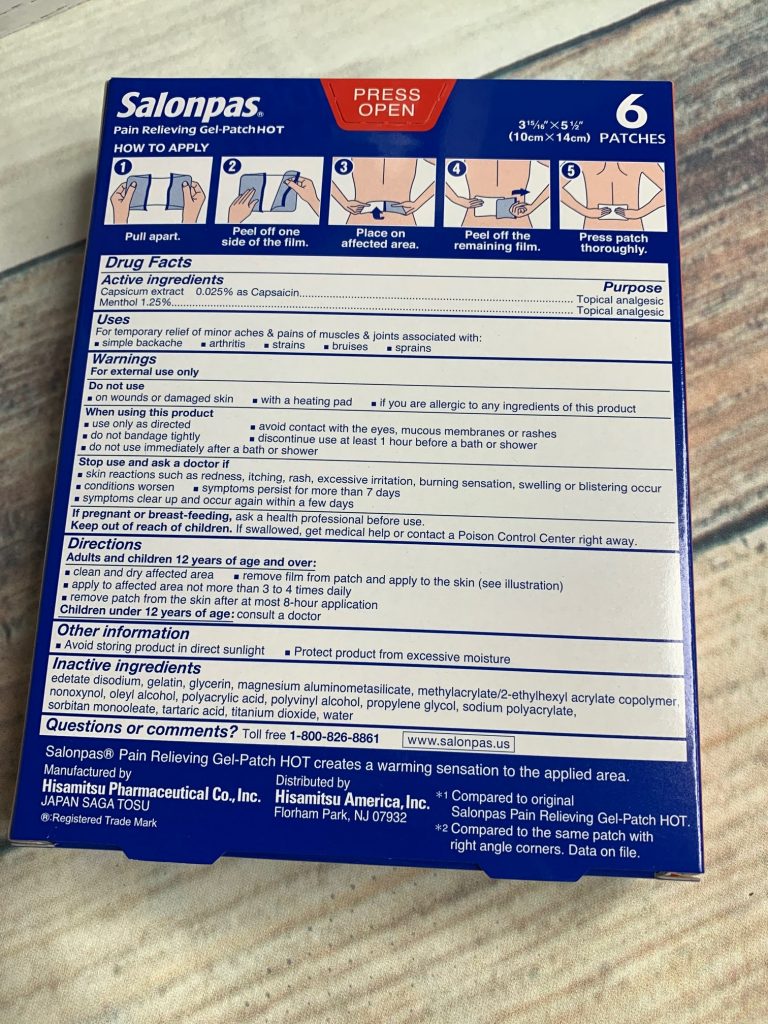 Salonpas®
Pain Relieving Gel-Patch HOT
PRESS
OPEN
3 15/16" × 5 1/2"
(10cm × 14cm)
6
PATCHES
HOW TO APPLY
1
2
3
4
5
Pull apart.
Peel off one
side of the film.
Place on
affected area.
Peel off the
remaining film.
Press patch
thoroughly.
Drug Facts
Active ingredients Purpose
Capsicum extract 0.025% as Capsaicin.................... Topical analgesic
Menthol 1.25%.................... Topical analgesic
Uses
For temporary relief of minor aches & pains of muscles & joints associated with:
▪ simple backache ▪ arthritis ▪ strains ▪ bruises ▪ sprains
Warnings
For external use only
Do not use
▪ on wounds or damaged skin ▪ with a heating pad ▪ if you are allergic to any ingredients of this product
When using this product
▪ use only as directed ▪ avoid contact with the eyes, mucous membranes or rashes
▪ do not bandage tightly ▪ discontinue use at least 1 hour before a bath or shower
▪ do not use immediately after a bath or shower
Stop use and ask a doctor if
▪ skin reactions such as redness, itching, rash, excessive irritation, burning sensation, swelling or blistering occur
▪ conditions worsen ▪ symptoms persist for more than 7 days
▪ symptoms clear up and occur again within a few days
If pregnant or breast-feeding, ask a health professional before use.
Keep out of reach of children. If swallowed, get medical help or contact a Poison Control Center right away.
Directions
Adults and children 12 years of age and over:
▪ clean and dry affected area ▪ remove film from patch and apply to the skin (see illustration)
▪ apply to affected area not more than 3 to 4 times daily
▪ remove patch from the skin after at most 8-hour application
Children under 12 years of age: consult a doctor
Other information
▪ Avoid storing product in direct sunlight ▪ Protect product from excessive moisture
Inactive ingredients
edetate disodium, gelatin, glycerin, magnesium aluminometasilicate, methylacrylate/2-ethylhexyl acrylate copolymer,
nonoxynol, oleyl alcohol, polyacrylic acid, polyvinyl alcohol, propylene glycol, sodium polyacrylate,
sorbitan monooleate, tartaric acid, titanium dioxide, water
Questions or comments? Toll free 1-800-826-8861 www.salonpas.us
Salonpas® Pain Relieving Gel-Patch HOT creates a warming sensation to the applied area.
Manufactured by
Hisamitsu Pharmaceutical Co., Inc.
JAPAN SAGA TOSU
®:Registered Trade Mark
Distributed by
Hisamitsu America, Inc.
Florham Park, NJ 07932
*1 Compared to original
Salonpas Pain Relieving Gel-Patch HOT.
*2 Compared to the same patch with
right angle corners. Data on file.